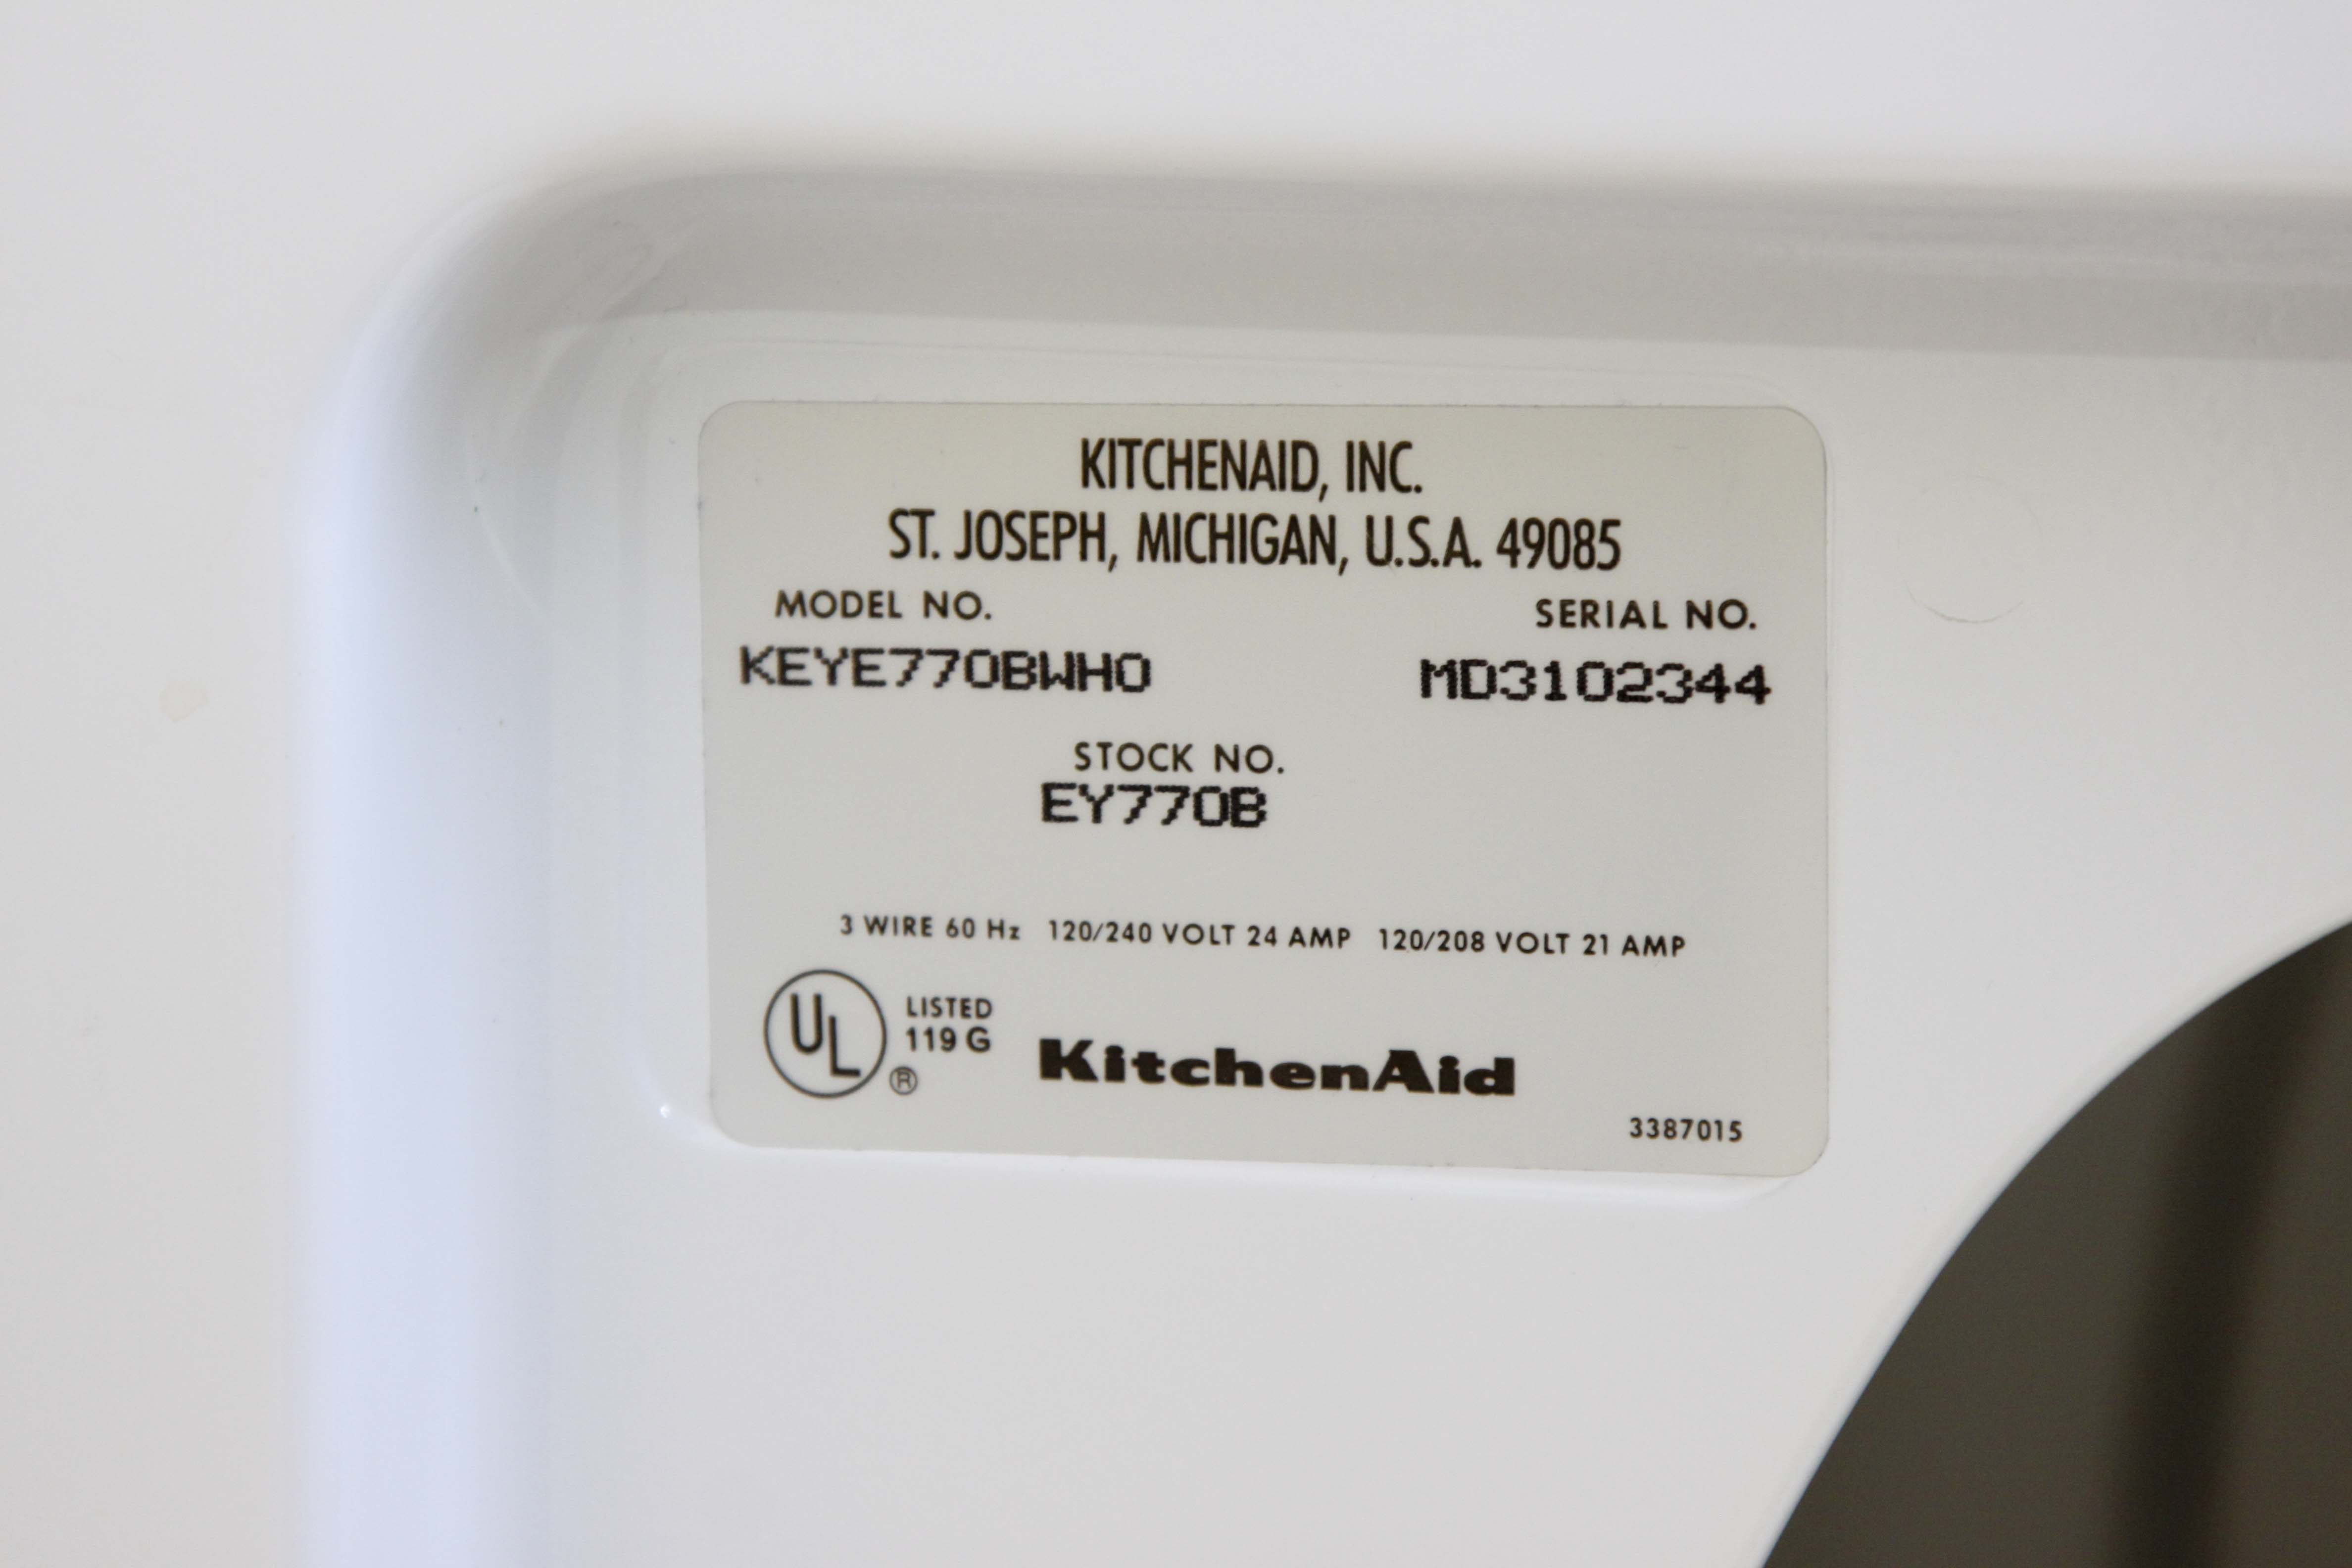 KITCHENAID, INC.
ST. JOSEPH, MICHIGAN, U.S.A. 49085
MODEL NO. SERIAL NO.
KEYE770BWH0 MD3102344
STOCK NO.
EY770B
3 WIRE 60 Hz 120/240 VOLT 24 AMP 120/208 VOLT 21 AMP
UL ® LISTED
119 G
KitchenAid
3387015